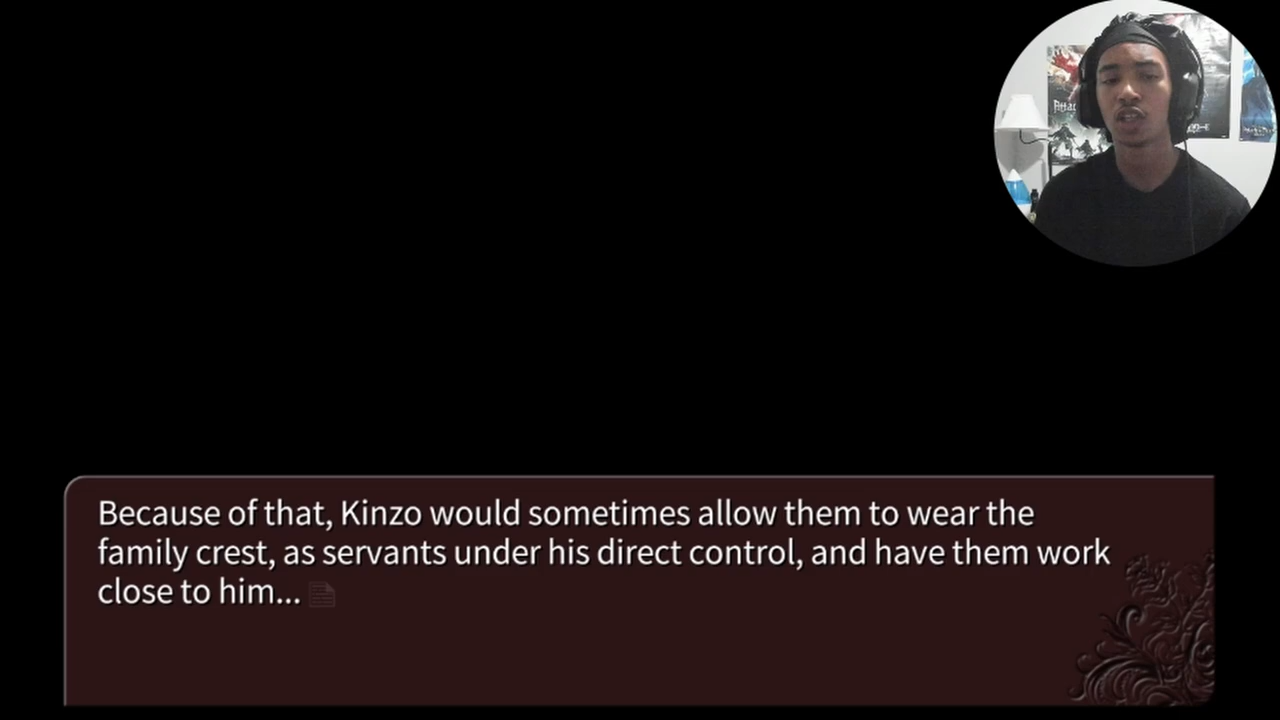 Because of that, Kinzo would sometimes allow them to wear the
family crest, as servants under his direct control, and have them work
close to him...
Attac